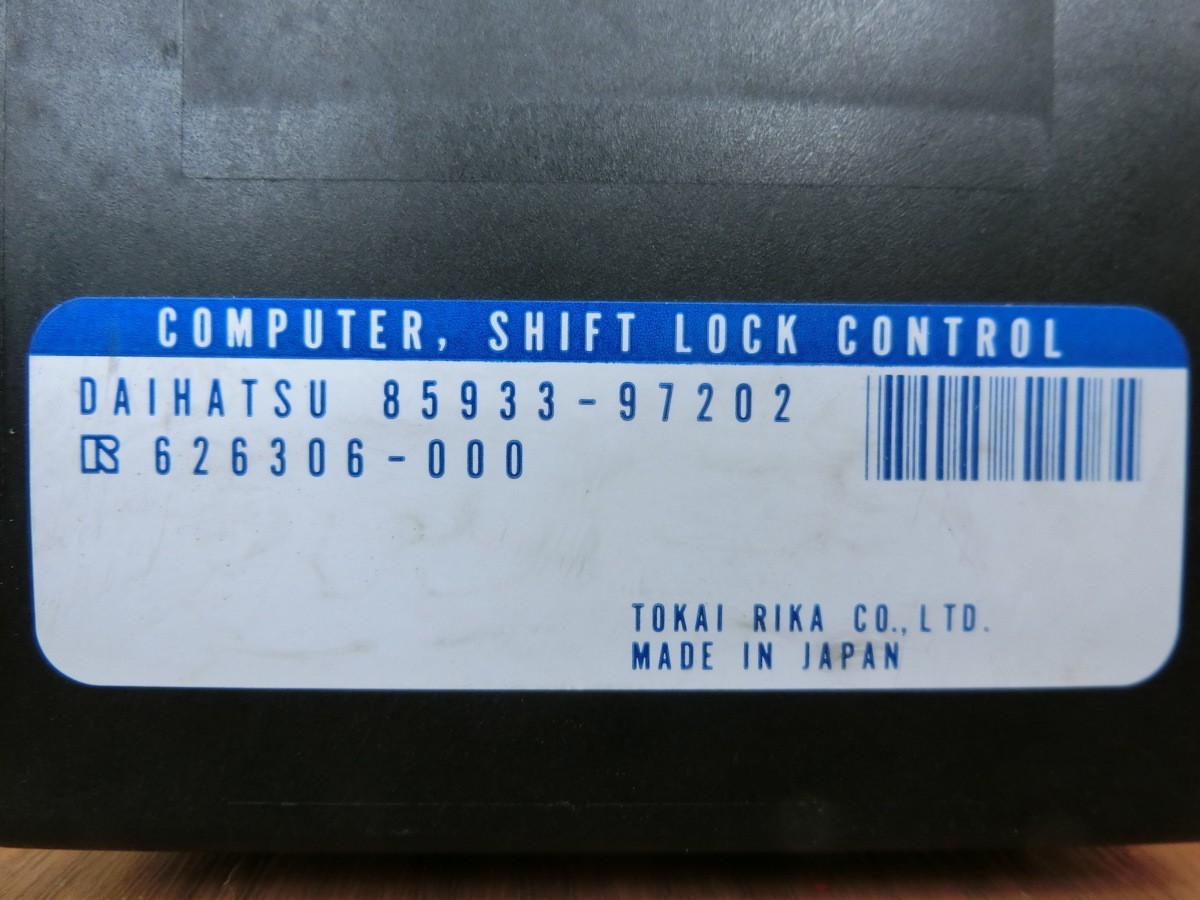 COMPUTER, SHIFT LOCK CONTROL
DAIHATSU 85933-97202
626306-000
TOKAI RIKA CO.,LTD.
MADE IN JAPAN